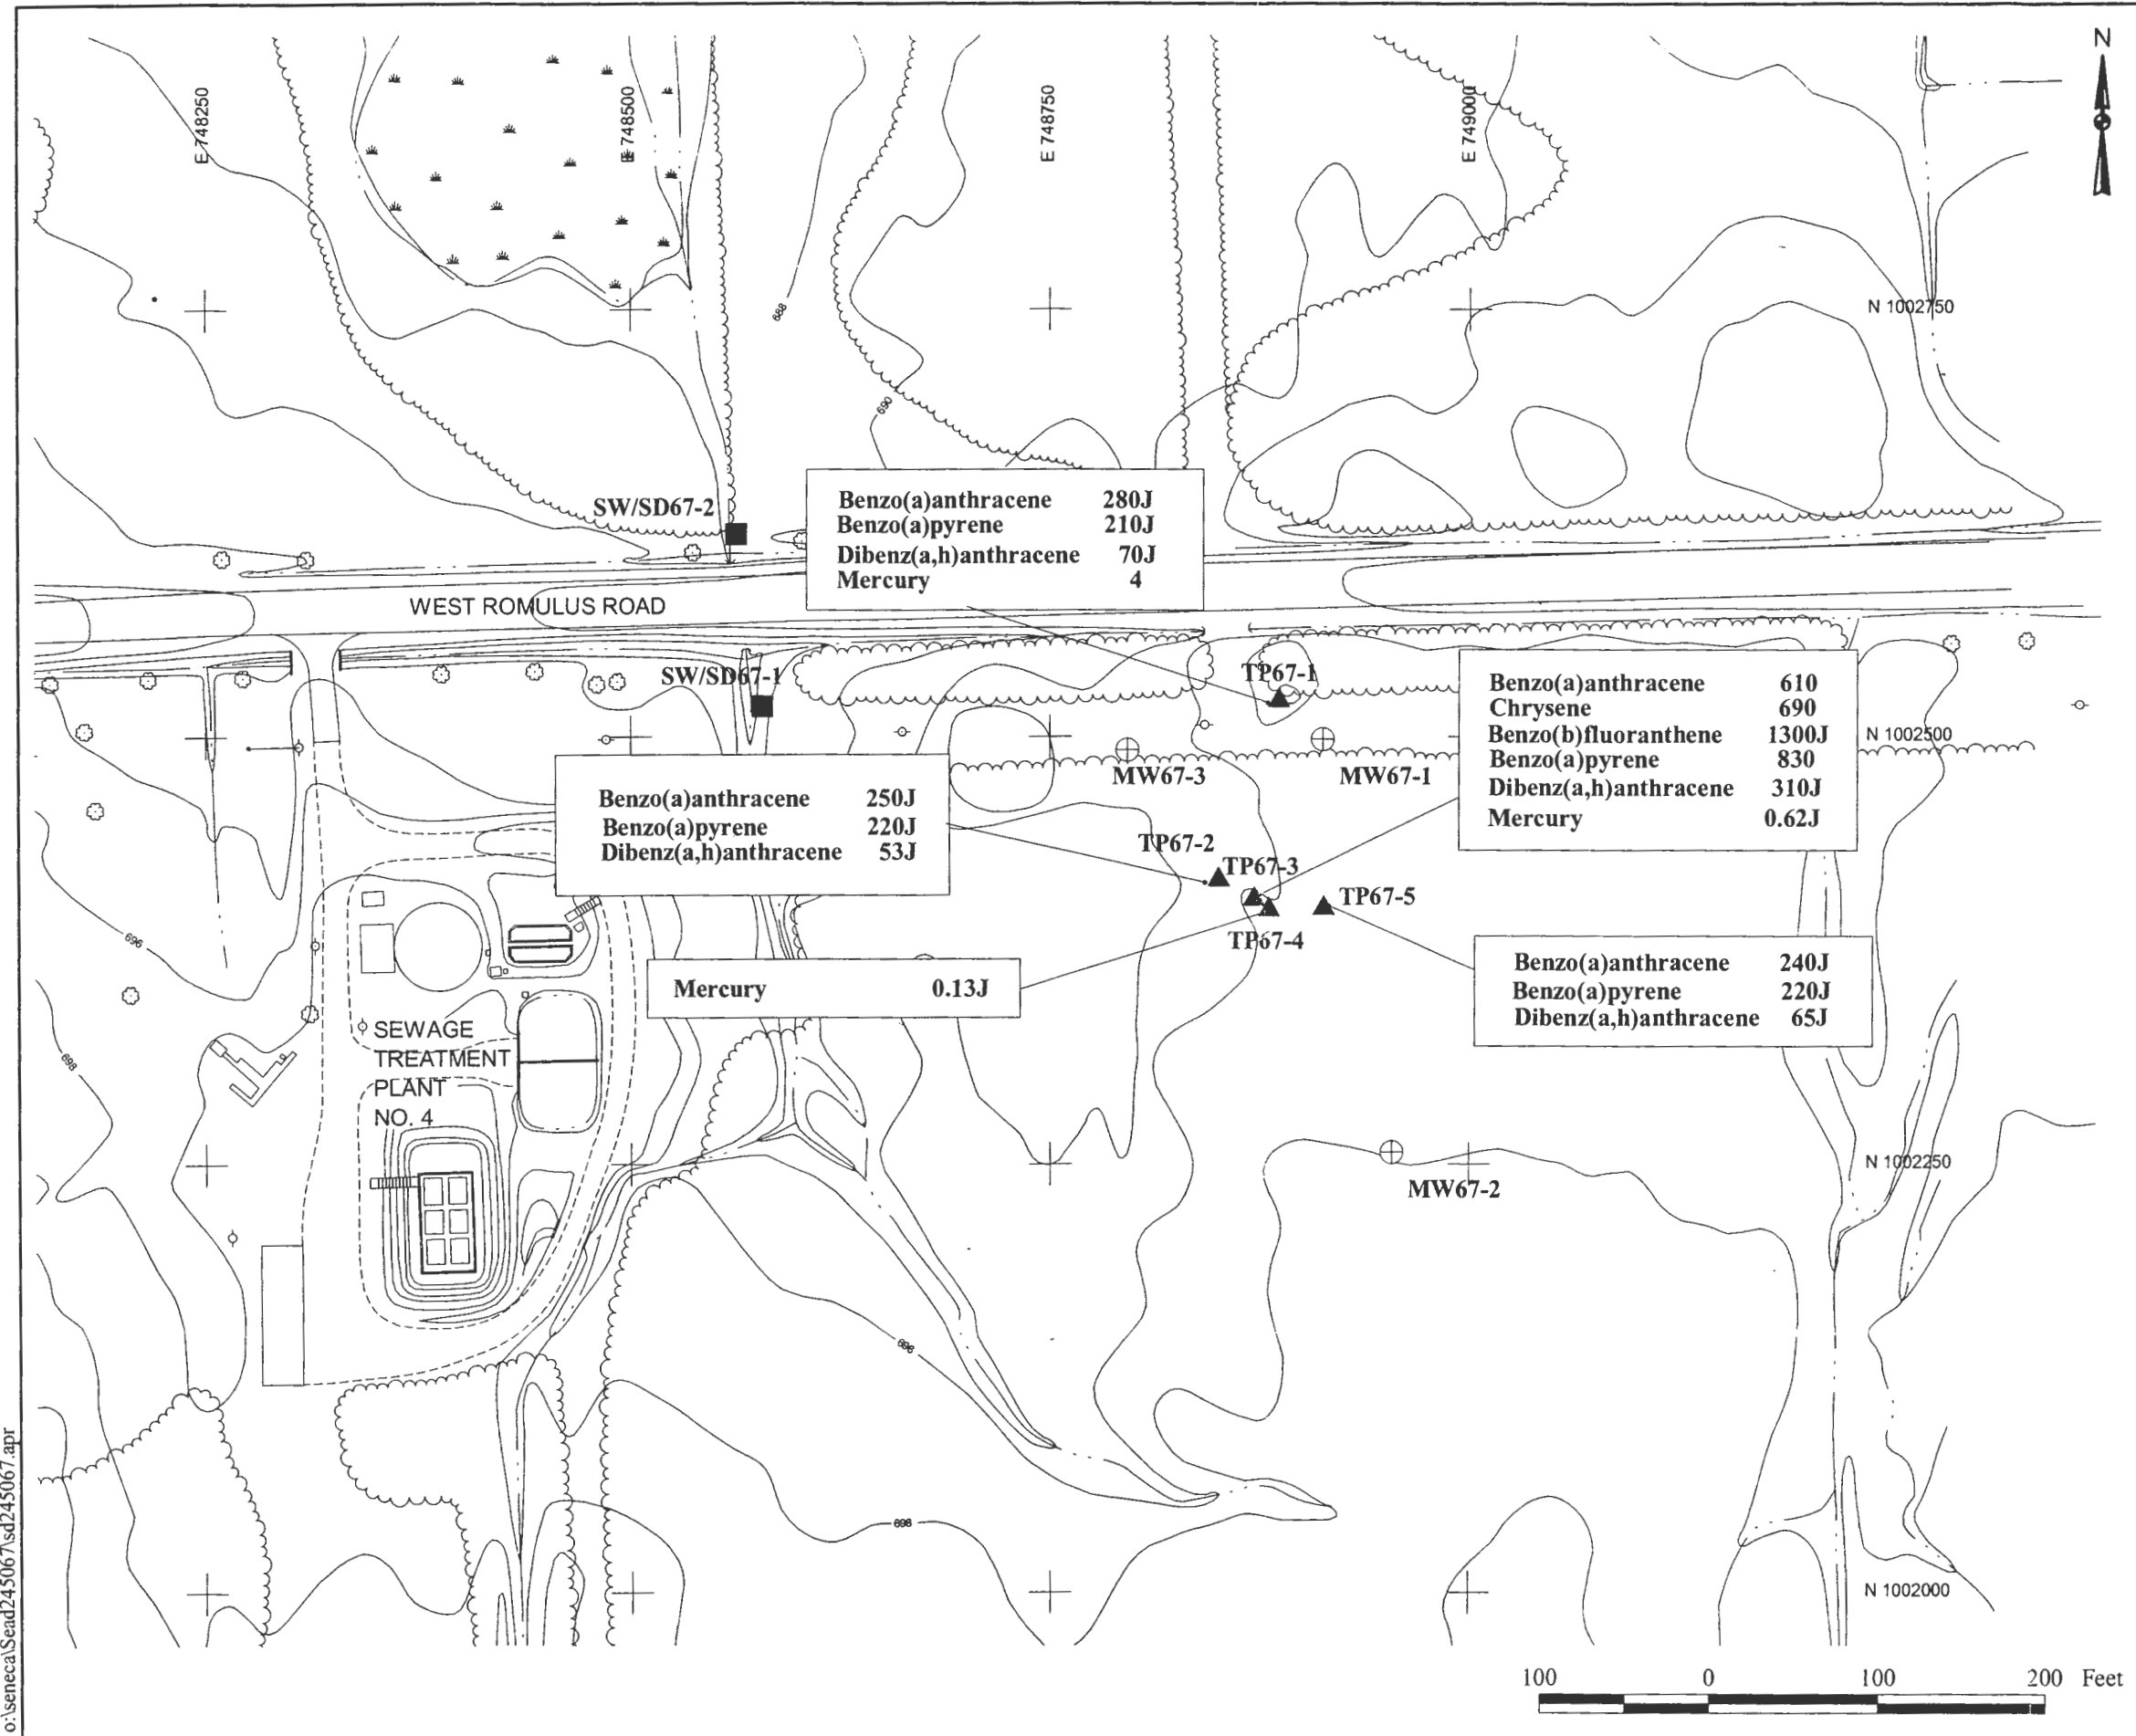 N
E 748250
E 748500
E 748750
E 749000
N 1002750
688
690
SW/SD67-2
Benzo(a)anthracene 280J
Benzo(a)pyrene 210J
Dibenz(a,h)anthracene 70J
Mercury 4
WEST ROMULUS ROAD
SW/SD67-1
TP67-1
Benzo(a)anthracene 610
Chrysene 690
Benzo(b)fluoranthene 1300J
Benzo(a)pyrene 830
Dibenz(a,h)anthracene 310J
Mercury 0.62J
N 1002500
MW67-3
MW67-1
Benzo(a)anthracene 250J
Benzo(a)pyrene 220J
Dibenz(a,h)anthracene 53J
TP67-2
TP67-3
TP67-5
TP67-4
696
Mercury 0.13J
Benzo(a)anthracene 240J
Benzo(a)pyrene 220J
Dibenz(a,h)anthracene 65J
698
SEWAGE
TREATMENT
PLANT
NO. 4
N 1002250
MW67-2
698
N 1002000
100 0 100 200 Feet
o:\seneca\Sead245067\sd245067.apr